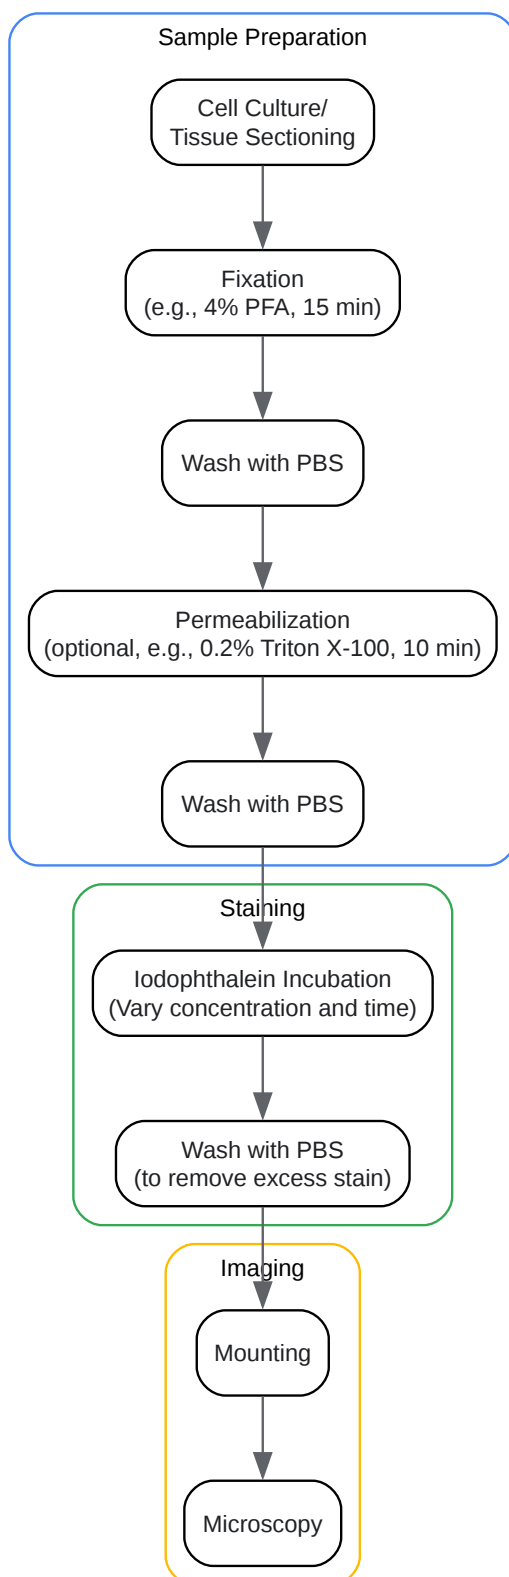 Sample Preparation
Cell Culture/
Tissue Sectioning
Fixation
(e.g., 4% PFA, 15 min)
Wash with PBS
Permeabilization
(optional, e.g., 0.2% Triton X-100, 10 min)
Wash with PBS
Staining
Iodophthalein Incubation
(Vary concentration and time)
Wash with PBS
(to remove excess stain)
Imaging
Mounting
Microscopy